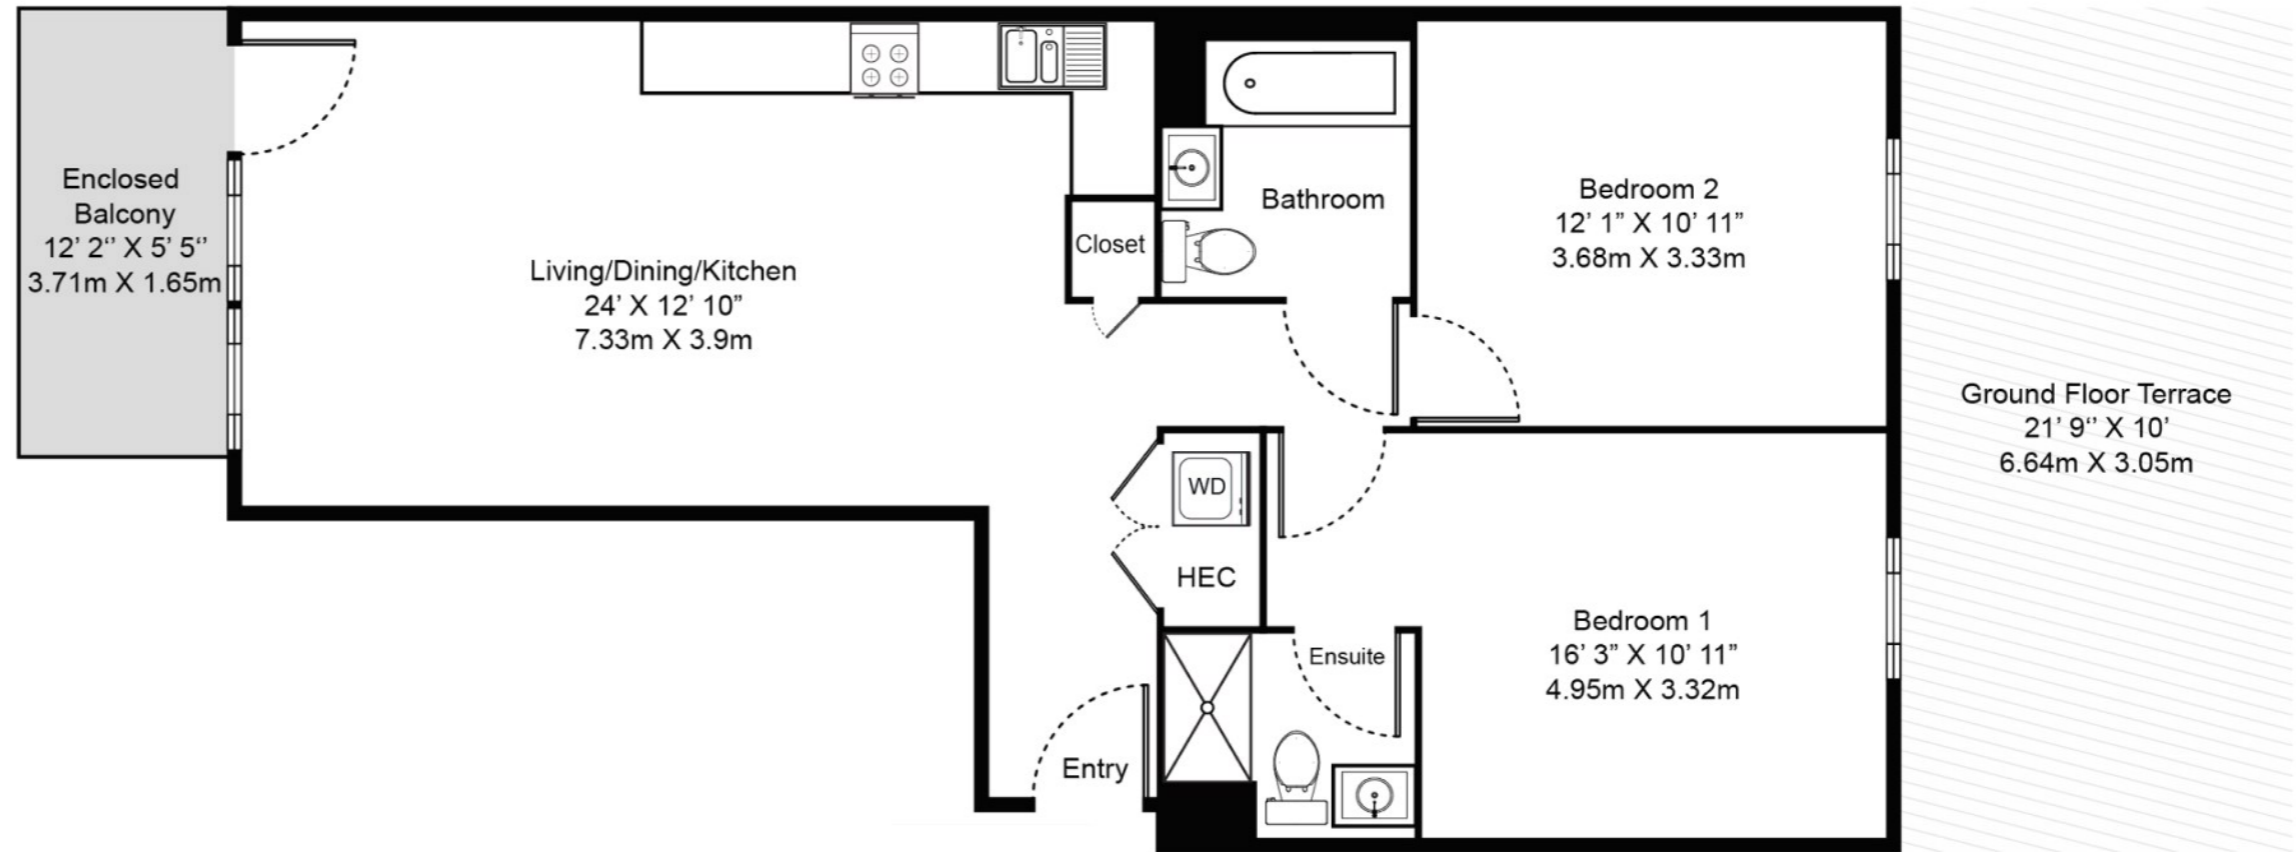 Enclosed
Balcony
12’ 2‘‘ X 5’ 5‘‘
3.71m X 1.65m
Living/Dining/Kitchen
24’ X 12’ 10”
7.33m X 3.9m
Closet
Bathroom
Bedroom 2
12’ 1” X 10’ 11”
3.68m X 3.33m
Ground Floor Terrace
21’ 9‘‘ X 10’
6.64m X 3.05m
WD
HEC
Ensuite
Bedroom 1
16’ 3” X 10’ 11”
4.95m X 3.32m
Entry